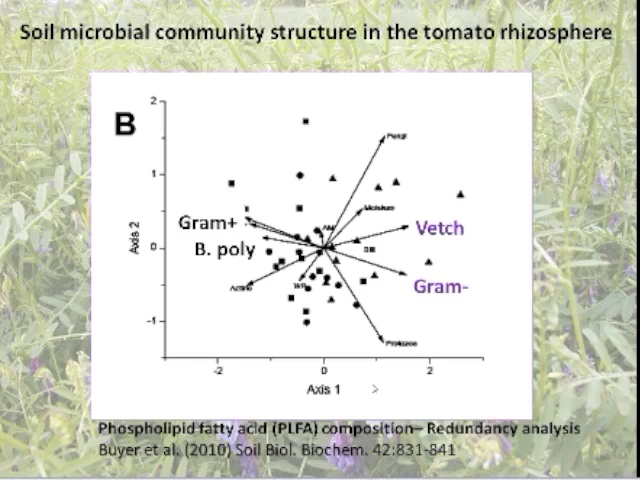 Soil microbial community structure in the tomato rhizosphere
B
2
1
0
-1
Axis 2
Fungi
Moisture
Gram+
Vetch
B. poly
Gram-
Protozoa
-2
0
2
Axis 1
Phospholipid fatty acid (PLFA) composition– Redundancy analysis
Buyer et al. (2010) Soil Biol. Biochem. 42:831-841